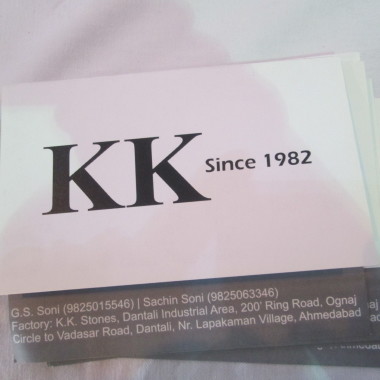 KK Since 1982
G.S. Soni (9825015546) | Sachin Soni (9825063346)
Factory: K.K. Stones, Dantali Industrial Area, 200' Ring Road, Ognaj
Circle to Vadasar Road, Dantali, Nr. Lapakaman Village, Ahmedabad